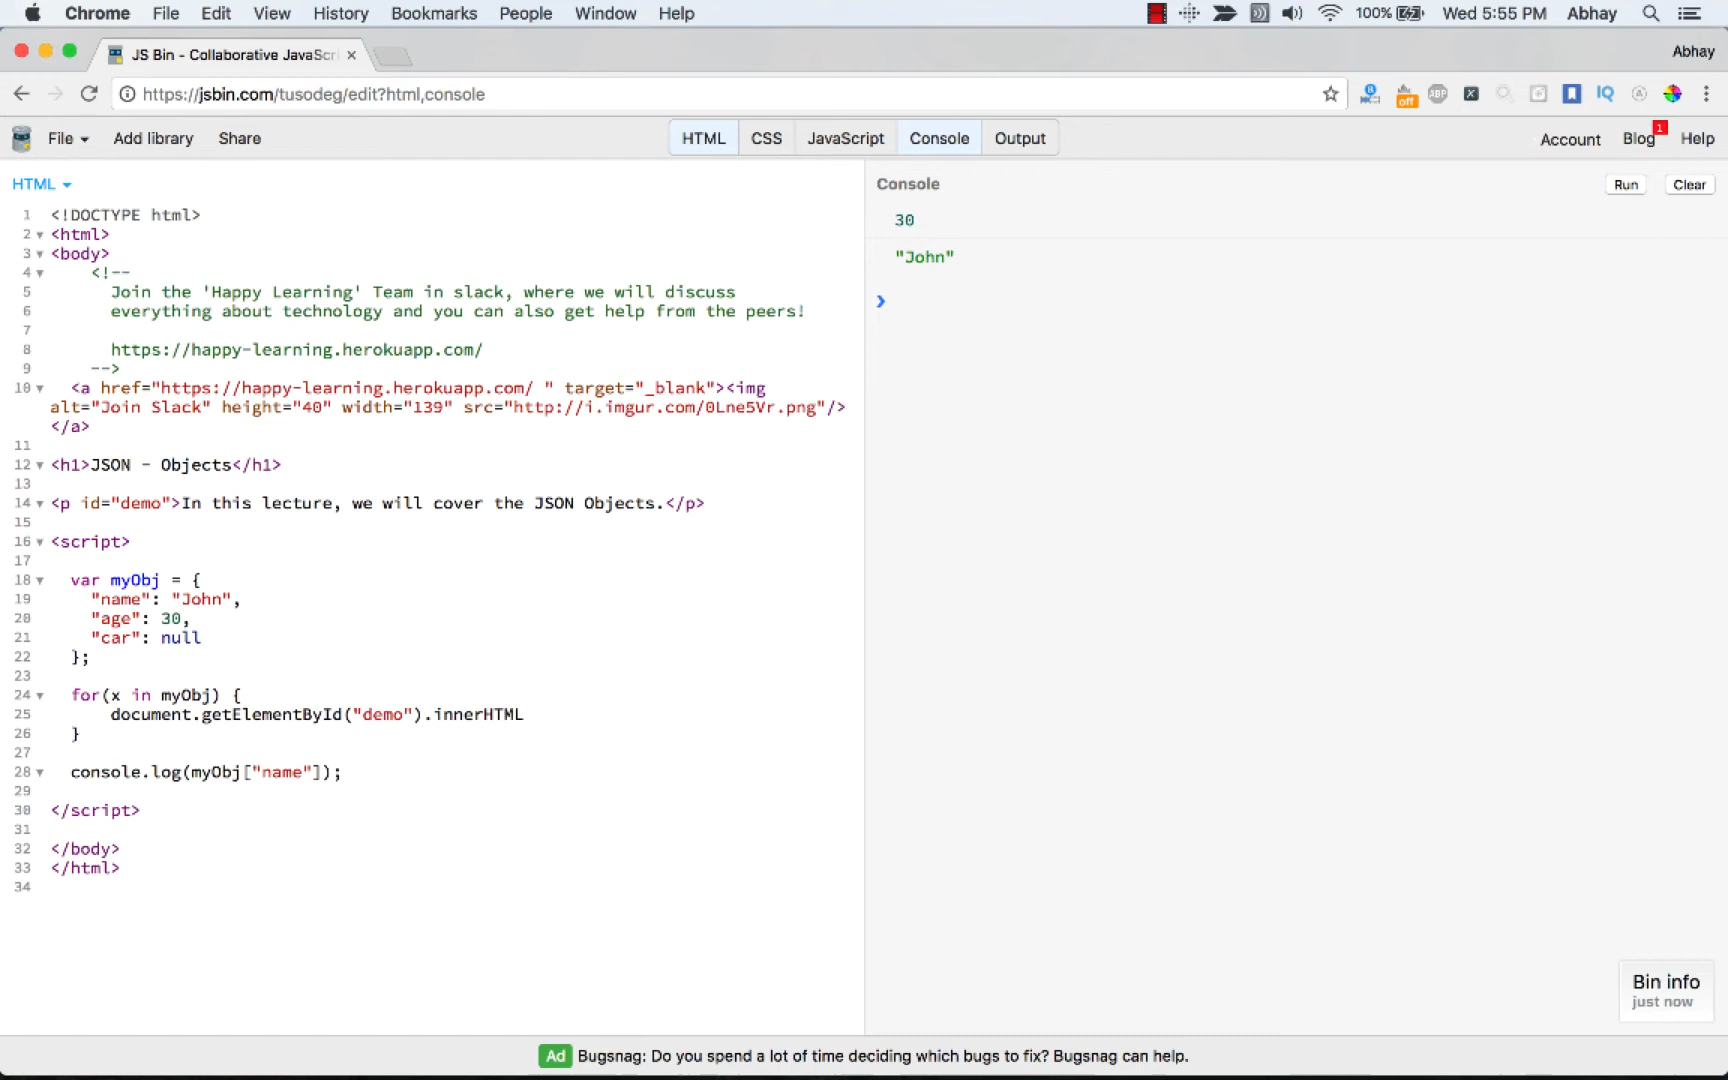 Chrome File Edit View History Bookmarks People Window Help 100% Wed 5:55 PM Abhay
JS Bin - Collaborative JavaScri Abhay
https://jsbin.com/tusodeg/edit?html,console off ABP X IQ A
File Add library Share HTML CSS JavaScript Console Output Account Blog 1 Help
HTML
1 <!DOCTYPE html>
2 <html>
3 <body>
4 <!--
5 Join the 'Happy Learning' Team in slack, where we will discuss
6 everything about technology and you can also get help from the peers!
7
8 https://happy-learning.herokuapp.com/
9 -->
10 <a href="https://happy-learning.herokuapp.com/ " target="_blank"><img
alt="Join Slack" height="40" width="139" src="http://i.imgur.com/0Lne5Vr.png"/>
</a>
11
12 <h1>JSON - Objects</h1>
13
14 <p id="demo">In this lecture, we will cover the JSON Objects.</p>
15
16 <script>
17
18 var myObj = {
19 "name": "John",
20 "age": 30,
21 "car": null
22 };
23
24 for(x in myObj) {
25 document.getElementById("demo").innerHTML
26 }
27
28 console.log(myObj["name"]);
29
30 </script>
31
32 </body>
33 </html>
34
Console Run Clear
30
"John"
Bin info
just now
Ad Bugsnag: Do you spend a lot of time deciding which bugs to fix? Bugsnag can help.